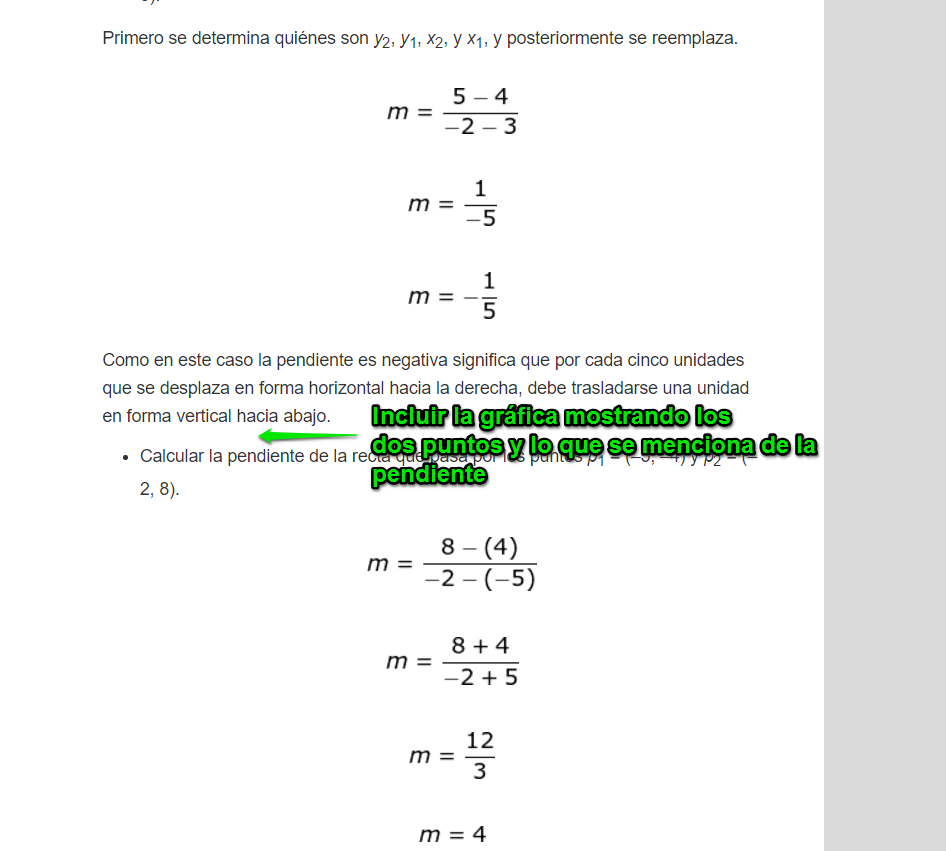 Primero se determina quiénes son y₂, y₁, x₂, y x₁, y posteriormente se reemplaza.
m = (5 − 4) / (−2 − 3)
m = 1 / −5
m = − 1 / 5
Como en este caso la pendiente es negativa significa que por cada cinco unidades
que se desplaza en forma horizontal hacia la derecha, debe trasladarse una unidad
en forma vertical hacia abajo.
Incluir la gráfica mostrando los
dos puntos y lo que se menciona de la
pendiente
• Calcular la pendiente de la recta que pasa por los puntos p₁ = (−5, −4) y p₂ = (−
2, 8).
m = 8 − (4) / −2 − (−5)
m = 8 + 4 / −2 + 5
m = 12 / 3
m = 4